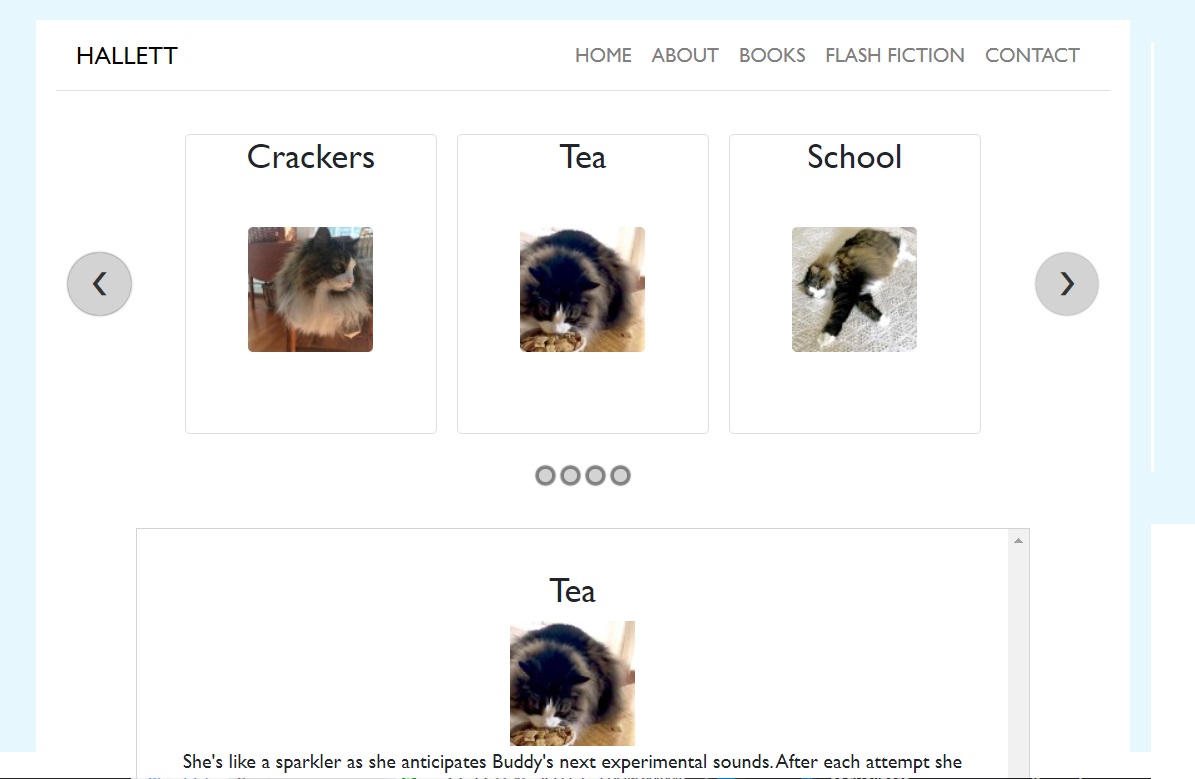 HALLETT HOME ABOUT BOOKS FLASH FICTION CONTACT
Crackers Tea School
Tea
She's like a sparkler as she anticipates Buddy's next experimental sounds. After each attempt she